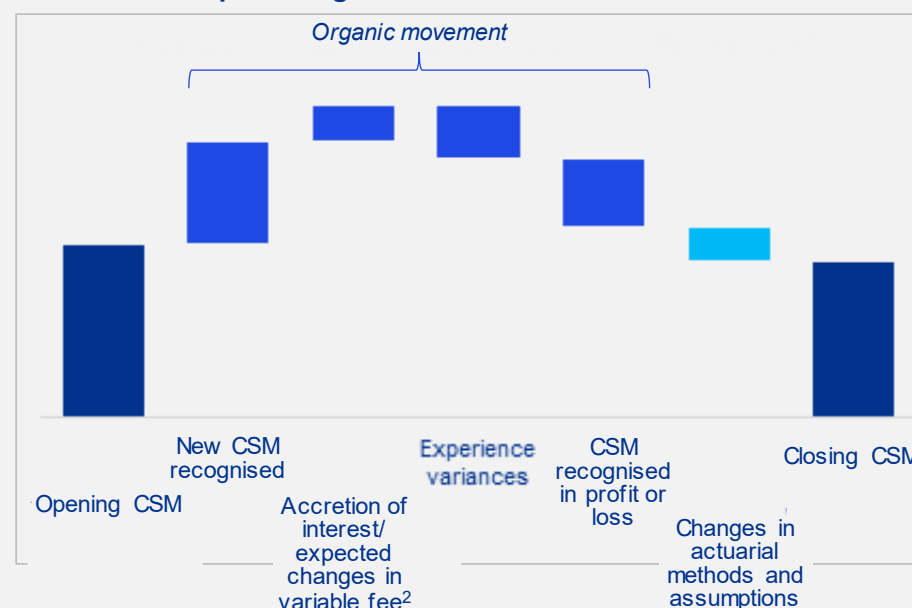 Organic movement
New CSM
recognised
Experience
variances
CSM
recognised
in profit or
loss
Closing CSM
Opening CSM
Accretion of
interest/
expected
changes in
variable fee2
Changes in
actuarial
methods and
assumptions